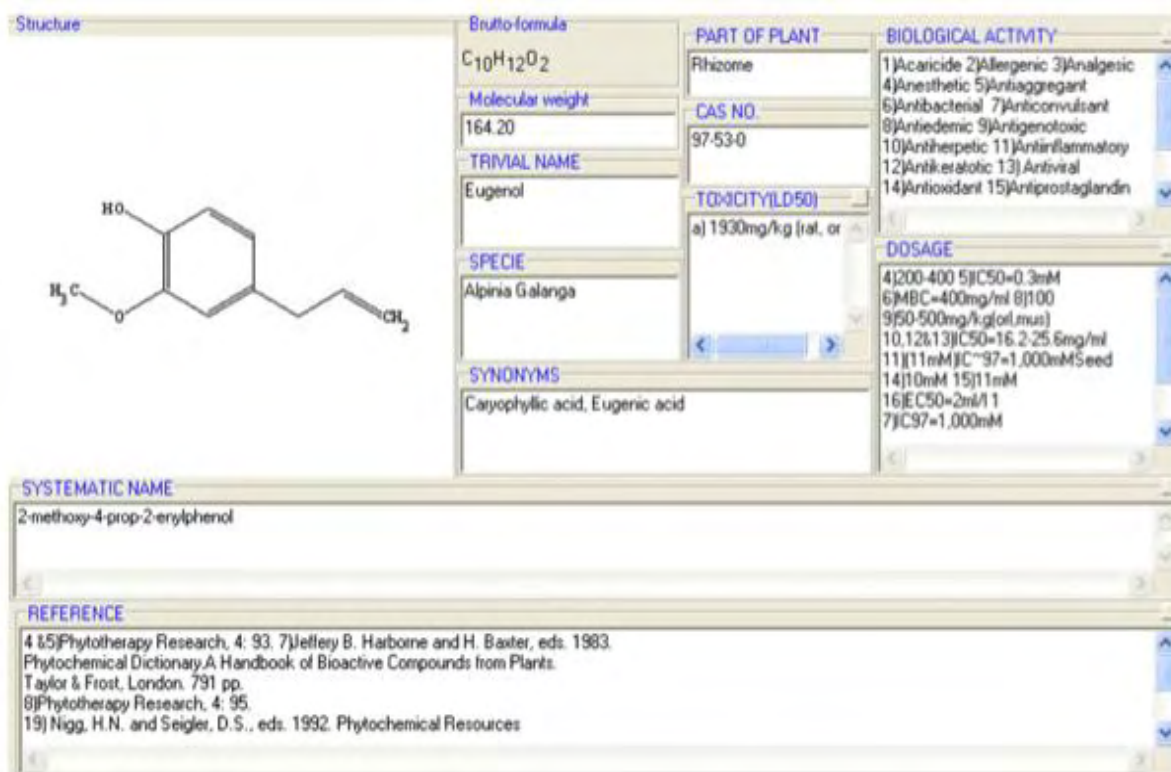 Structure
HO
H3C
O
CH2
Brutto-formula
C10H12O2
Molecular weight
164.20
TRIVIAL NAME
Eugenol
SPECIE
Alpinia Galanga
SYNONYMS
Caryophyllic acid, Eugenic acid
PART OF PLANT
Rhizome
CAS NO.
97-53-0
TOXICITY(LD50)
a) 1930mg/kg (rat, or
BIOLOGICAL ACTIVITY
1)Acaricide 2)Allergenic 3)Analgesic
4)Anesthetic 5)Antiaggregant
6)Antibacterial 7)Anticonvulsant
8)Antiedemic 9)Antigenotoxic
10)Antiherpetic 11)Antiinflammatory
12)Antikeratotic 13) Antiviral
14)Antioxidant 15)Antiprostaglandin
DOSAGE
4)200-400 5)IC50=0.3mM
6)MBC=400mg/ml 8)100
9)50-500mg/kg(orl,mus)
10,12&13)IC50=16.2-25.6mg/ml
11)(11mM)IC~97=1,000mMSeed
14)10mM 15)11mM
16)EC50=2ml/l 1
7)IC97=1,000mM
SYSTEMATIC NAME
2-methoxy-4-prop-2-enylphenol
REFERENCE
4 &5)Phytotherapy Research, 4: 93. 7)Jeffery B. Harborne and H. Baxter, eds. 1983.
Phytochemical Dictionary.A Handbook of Bioactive Compounds from Plants.
Taylor & Frost, London. 791 pp.
8)Phytotherapy Research, 4: 95.
19) Nigg, H.N. and Seigler, D.S., eds. 1992. Phytochemical Resources